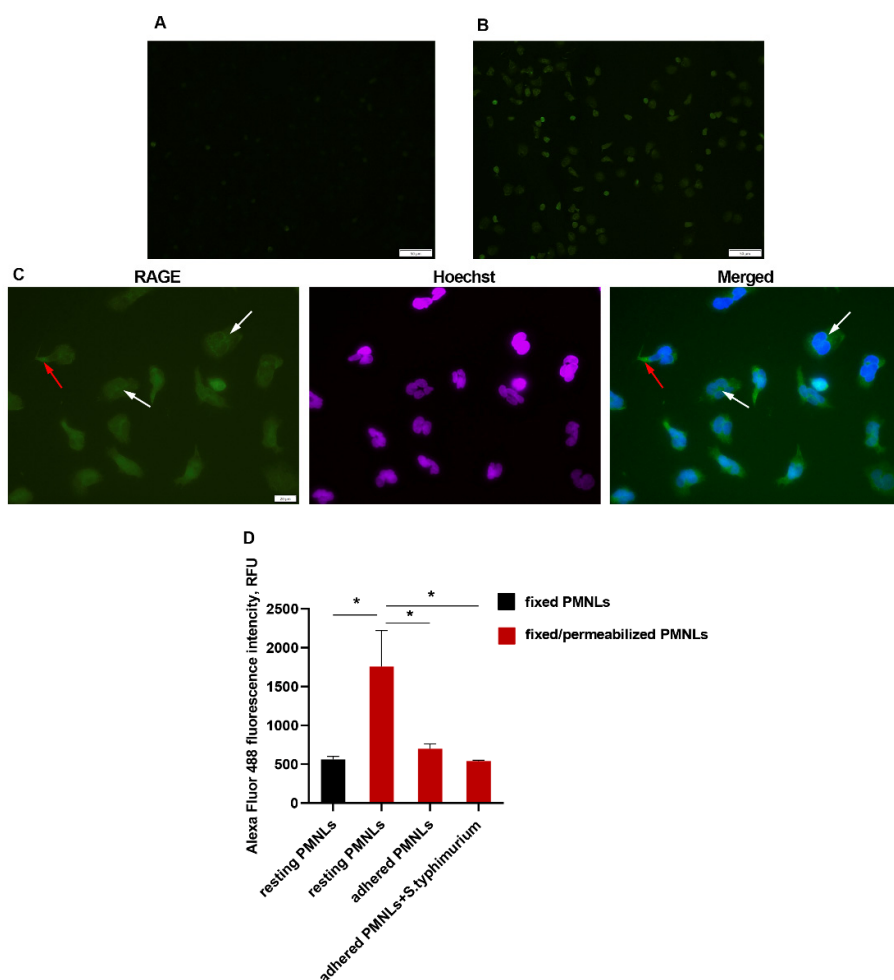 A
B
C
RAGE
Hoechst
Merged
D
Alexa Fluor 488 fluorescence intencity, RFU
2500
2000
1500
1000
500
0
*
*
*
fixed PMNLs
fixed/permeabilized PMNLs
resting PMNLs
resting PMNLs
adhered PMNLs
adhered PMNLs+S.typhimurium